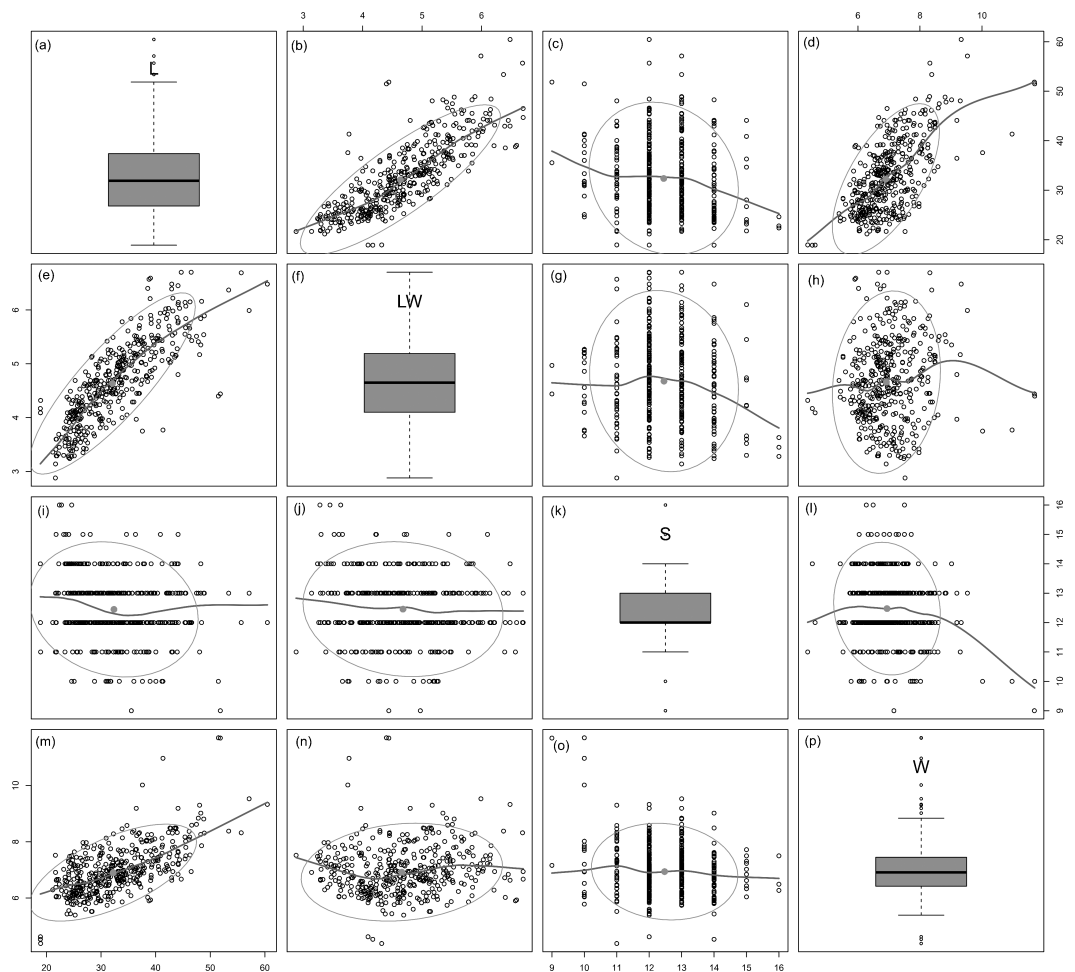 3 4 5 6 6 8 10
(a) L (b) (c) (d) 20 30 40 50 60
(e) (f) LW (g) (h) 3 4 5 6
(i) (j) (k) S (l) 9 10 11 12 13 14 15 16
(m) (n) (o) (p) W 6 8 10
20 30 40 50 60 9 10 11 12 13 14 15 16